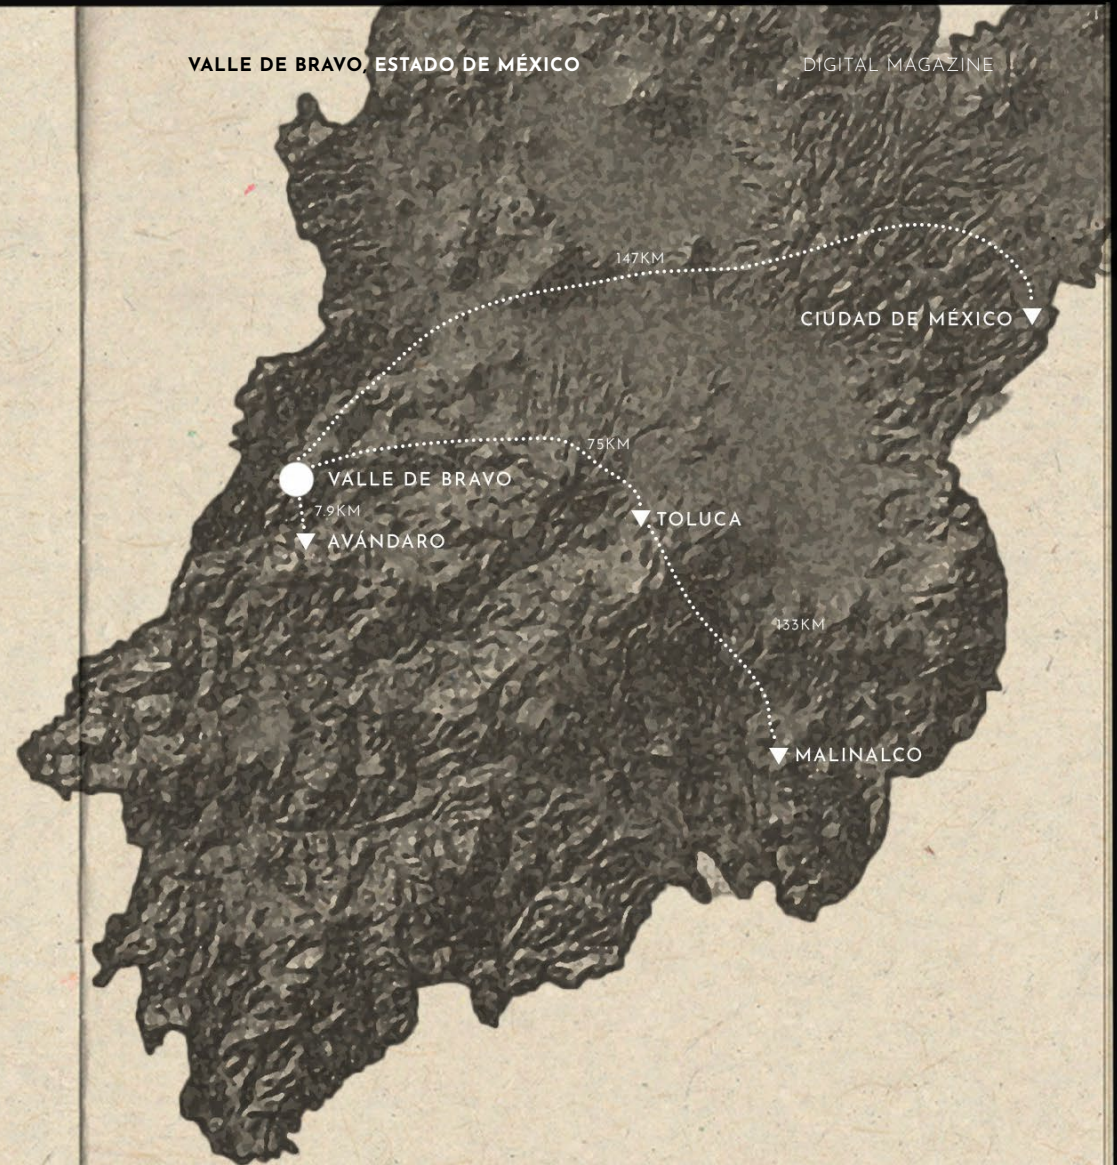 VALLE DE BRAVO, ESTADO DE MÉXICO
DIGITAL MAGAZINE
147KM
CIUDAD DE MÉXICO
75KM
VALLE DE BRAVO
7.9KM
TOLUCA
AVÁNDARO
133KM
MALINALCO